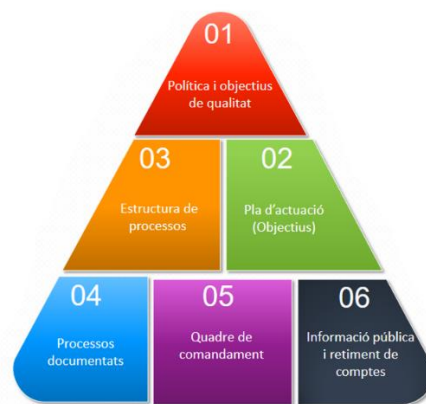 01
Política i objectius
de qualitat
03
Estructura de
processos
02
Pla d'actuació
(Objectius)
04
Processos
documentats
05
Quadre de
comandament
06
Informació pública
i retiment de
comptes